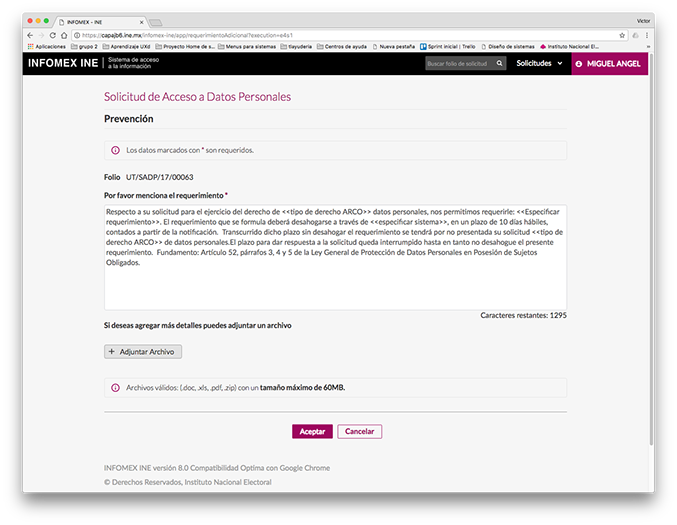 INFOMEX - INE
Victor
https://capajb6.ine.mx/infomex-ine/app/requerimientoAdicional?execution=e4s1
Aplicaciones grupo 2 Aprendizaje UXd Proyecto Home de s... Menus para sistemas tlayuderia Centros de ayuda Nueva pestaña Sprint inicial | Trello Diseño de sistemas Instituto Nacional El...
INFOMEX INE
Sistema de acceso
a la información
Buscar folio de solicitud
Solicitudes
MIGUEL ANGEL
Solicitud de Acceso a Datos Personales
Prevención
Los datos marcados con * son requeridos.
Folio UT/SADP/17/00063
Por favor menciona el requerimiento *
Respecto a su solicitud para el ejercicio del derecho de <<tipo de derecho ARCO>> datos personales, nos permitimos requerirle: <<Especificar
requerimiento>>. El requerimiento que se formula deberá desahogarse a través de <<especifique sistema>>, en un plazo de 10 días hábiles,
contados a partir de la notificación. Transcurrido dicho plazo sin desahogar el requerimiento se tendrá por no presentada su solicitud <<tipo de
derecho ARCO>> de datos personales.El plazo para dar respuesta a la solicitud queda interrumpido hasta en tanto no desahogue el presente
requerimiento. Fundamento: Artículo 52, párrafos 3, 4 y 5 de la Ley General de Protección de Datos Personales en Posesión de Sujetos
Obligados.
Caracteres restantes: 1295
Si deseas agregar más detalles puedes adjuntar un archivo
+ Adjuntar Archivo
Archivos válidos: (.doc, .xls, .pdf, .zip) con un tamaño máximo de 60MB.
Aceptar
Cancelar
INFOMEX INE versión 8.0 Compatibilidad Optima con Google Chrome
© Derechos Reservados, Instituto Nacional Electoral